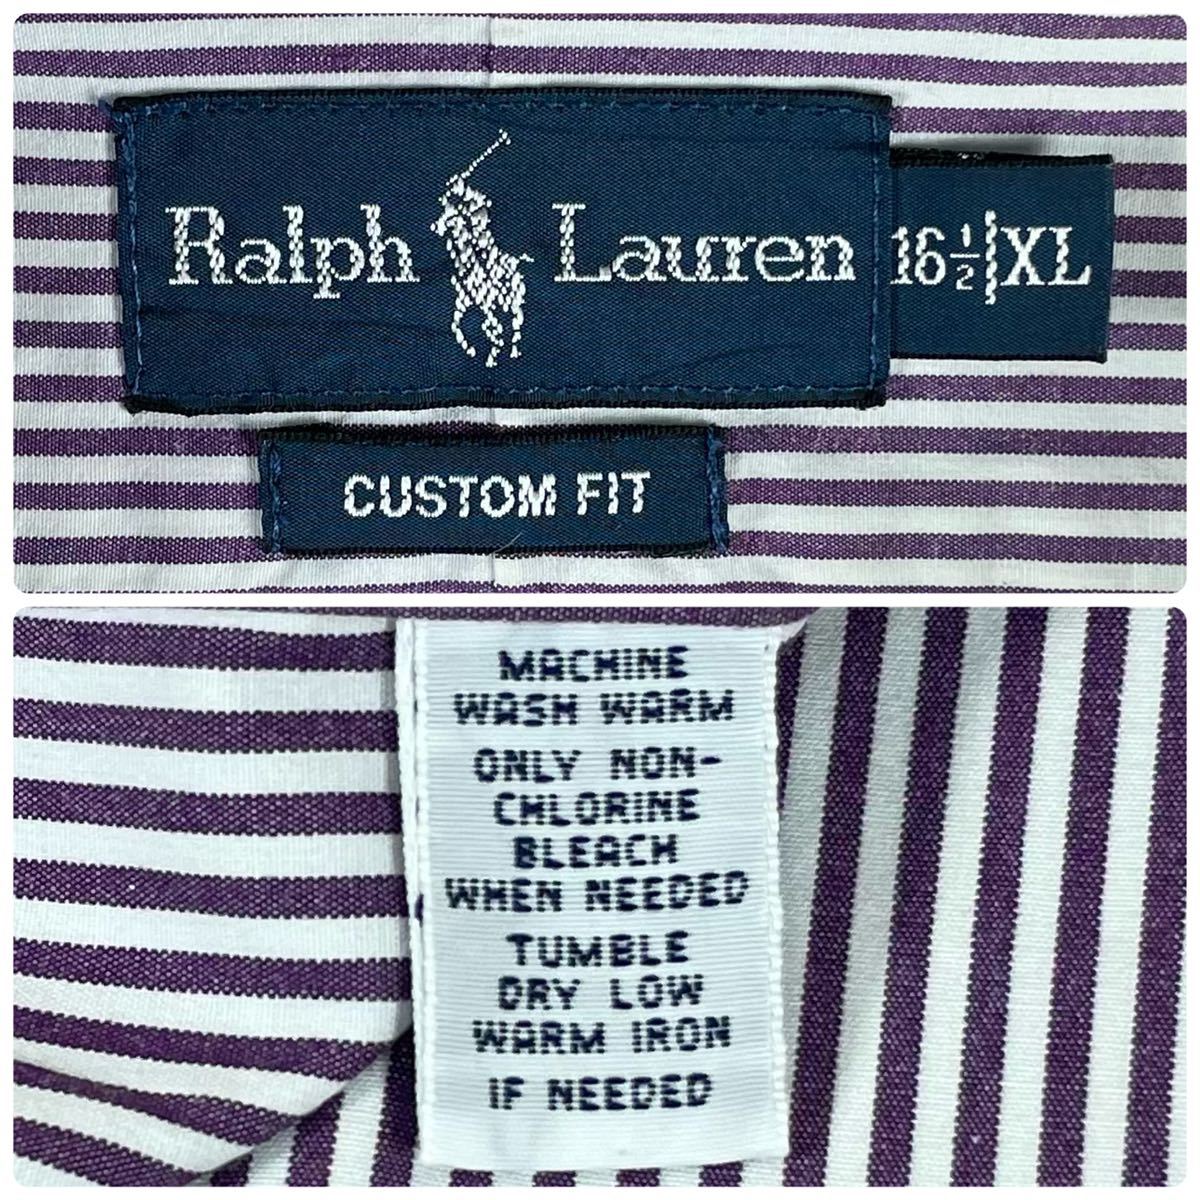 Ralph Lauren 16 1/2 XL
CUSTOM FIT
MACHINE
WASH WARM
ONLY NON-
CHLORINE
BLEACH
WHEN NEEDED
TUMBLE
DRY LOW
WARM IRON
IF NEEDED